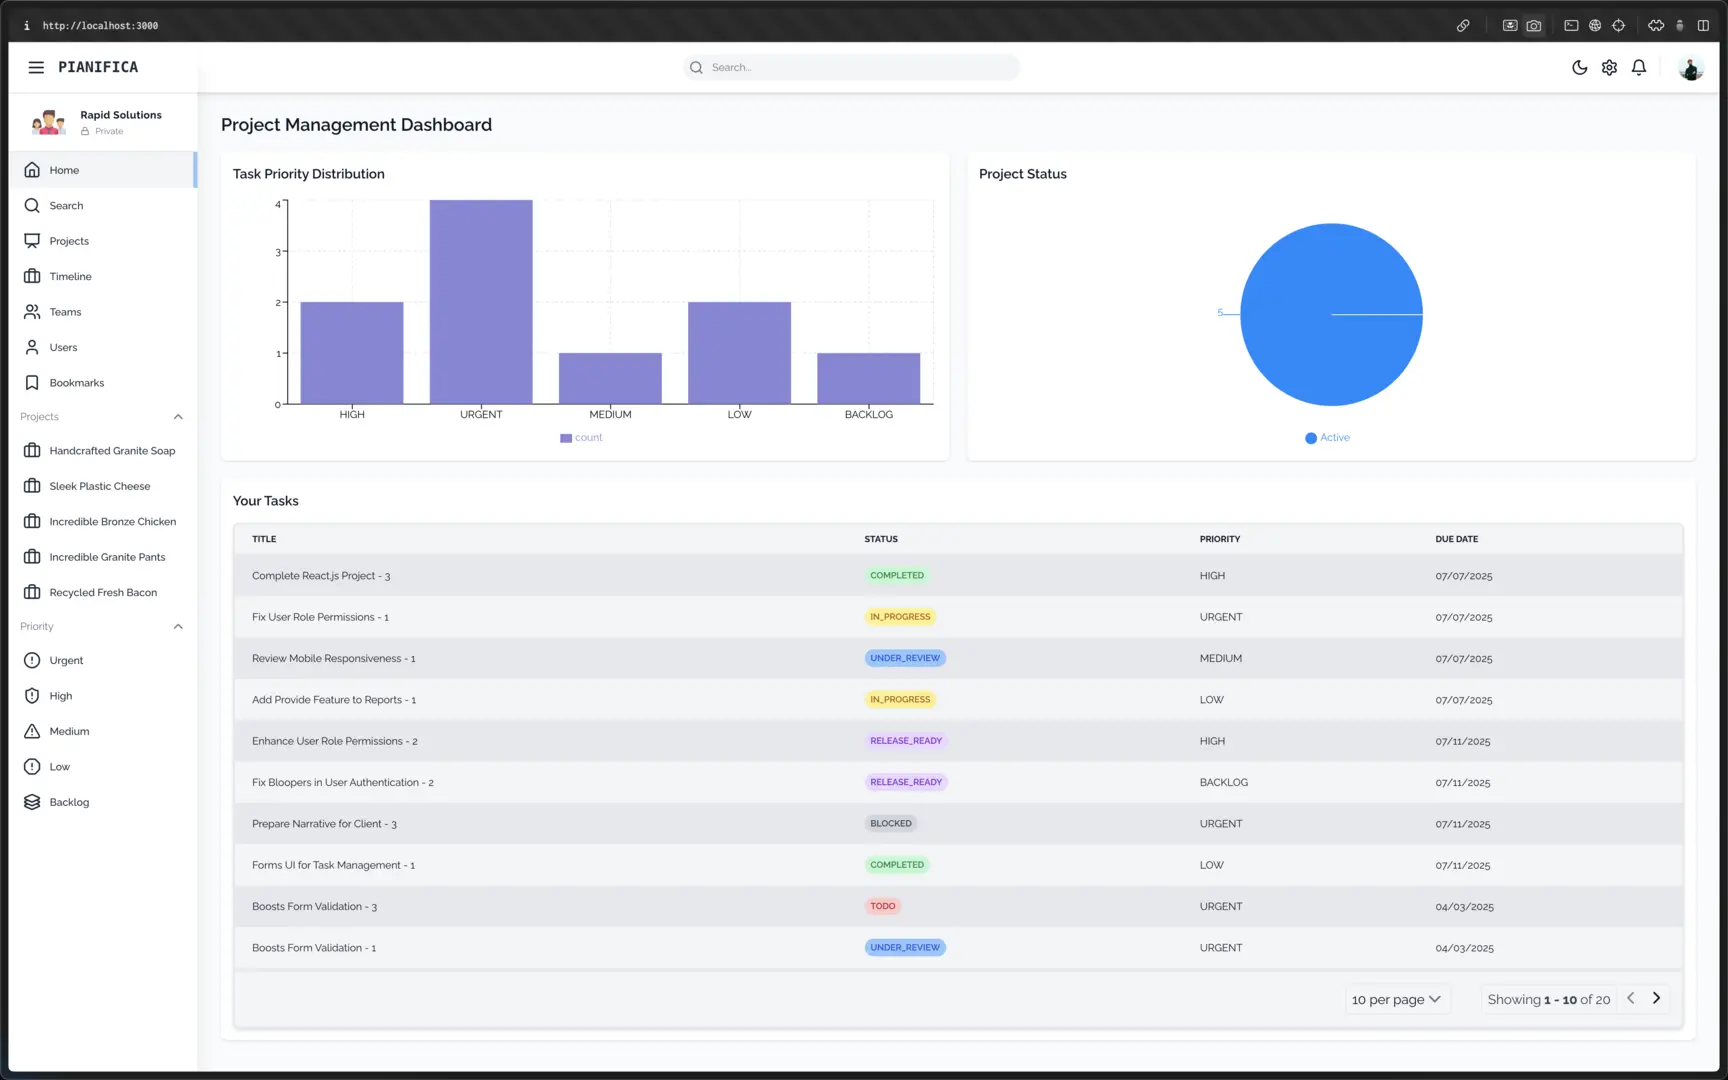 http://localhost:3000
PIANIFICA
Search...
Rapid Solutions
Private
Home
Search
Projects
Timeline
Teams
Users
Bookmarks
Projects
Handcrafted Granite Soap
Sleek Plastic Cheese
Incredible Bronze Chicken
Incredible Granite Pants
Recycled Fresh Bacon
Priority
Urgent
High
Medium
Low
Backlog
Project Management Dashboard
Task Priority Distribution
4
3
2
1
0
HIGH URGENT MEDIUM LOW BACKLOG
count
Project Status
5
Active
Your Tasks
TITLE STATUS PRIORITY DUE DATE
Complete React.js Project - 3 COMPLETED HIGH 07/07/2025
Fix User Role Permissions - 1 IN_PROGRESS URGENT 07/07/2025
Review Mobile Responsiveness - 1 UNDER_REVIEW MEDIUM 07/07/2025
Add Provide Feature to Reports - 1 IN_PROGRESS LOW 07/07/2025
Enhance User Role Permissions - 2 RELEASE_READY HIGH 07/11/2025
Fix Bloopers in User Authentication - 2 RELEASE_READY BACKLOG 07/11/2025
Prepare Narrative for Client - 3 BLOCKED URGENT 07/11/2025
Forms UI for Task Management - 1 COMPLETED LOW 07/11/2025
Boosts Form Validation - 3 TODO URGENT 04/03/2025
Boosts Form Validation - 1 UNDER_REVIEW URGENT 04/03/2025
10 per page Showing 1 - 10 of 20